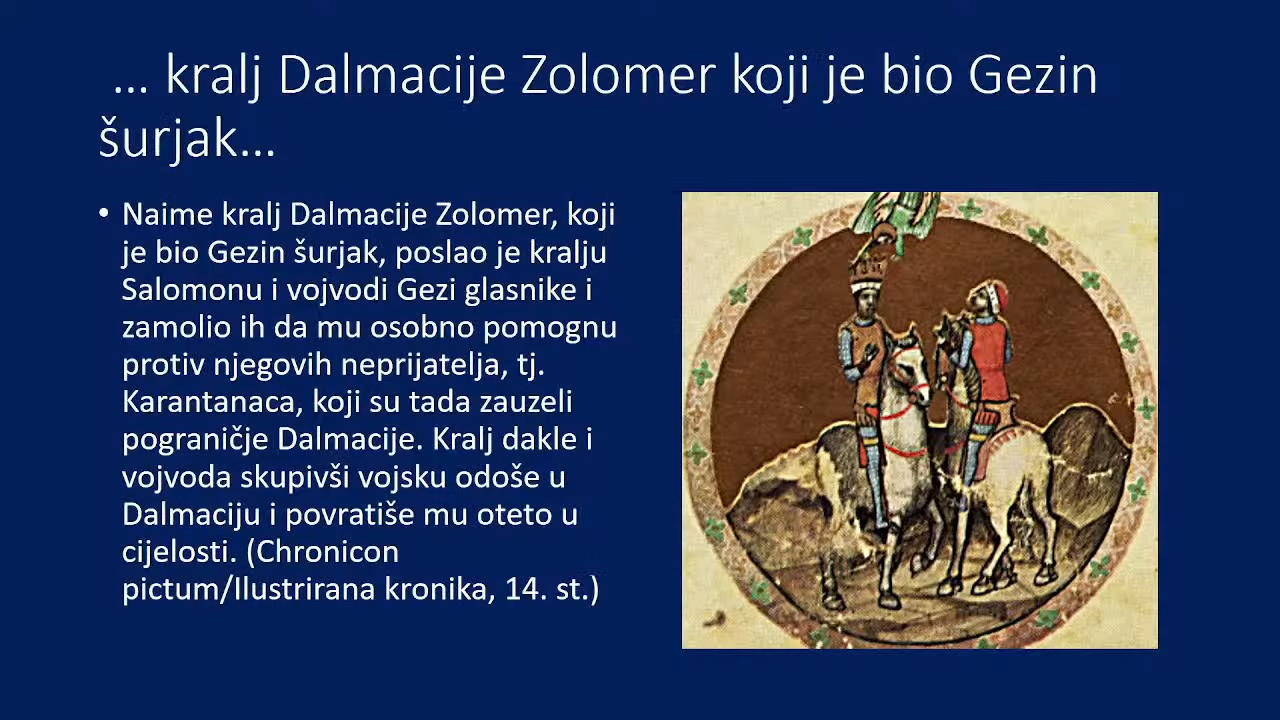 ... kralj Dalmacije Zolomer koji je bio Gezin
šurjak...
• Naime kralj Dalmacije Zolomer, koji
je bio Gezin šurjak, poslao je kralju
Salomonu i vojvodi Gezi glasnike i
zamolio ih da mu osobno pomognu
protiv njegovih neprijatelja, tj.
Karantanaca, koji su tada zauzeli
pograničje Dalmacije. Kralj dakle i
vojvoda skupivši vojsku odoše u
Dalmaciju i povratiše mu oteto u
cijelosti. (Chronicon
pictum/Ilustrirana kronika, 14. st.)